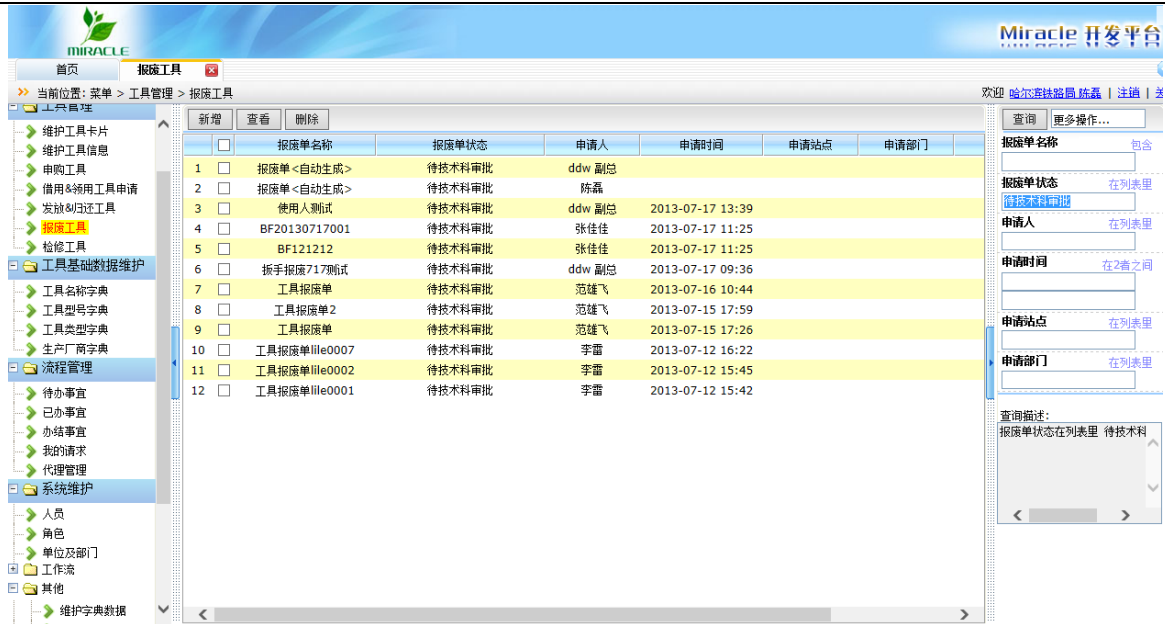 MIRACLE
Miracle 开发平台
首页 报废工具
当前位置: 菜单 > 工具管理 > 报废工具 欢迎 哈尔滨铁路局 陈磊 | 注销 |
工具管理
维护工具卡片
维护工具信息
申购工具
借用&领用工具申请
发放&归还工具
报废工具
检修工具
工具基础数据维护
工具名称字典
工具型号字典
工具类型字典
生产厂商字典
流程管理
待办事宜
已办事宜
办结事宜
我的请求
代理管理
系统维护
人员
角色
单位及部门
工作流
其他
维护字典数据
新增 查看 删除
报废单名称 报废单状态 申请人 申请时间 申请站点 申请部门
1 报废单<自动生成> 待技术科审批 ddw 副总
2 报废单<自动生成> 待技术科审批 陈磊
3 使用人测试 待技术科审批 ddw 副总 2013-07-17 13:39
4 BF20130717001 待技术科审批 张佳佳 2013-07-17 11:25
5 BF121212 待技术科审批 张佳佳 2013-07-17 11:25
6 扳手报废717测试 待技术科审批 ddw 副总 2013-07-17 09:36
7 工具报废单 待技术科审批 范雄飞 2013-07-16 10:44
8 工具报废单2 待技术科审批 范雄飞 2013-07-15 17:59
9 工具报废单 待技术科审批 范雄飞 2013-07-15 17:26
10 工具报废单lile0007 待技术科审批 李雷 2013-07-12 16:22
11 工具报废单lile0002 待技术科审批 李雷 2013-07-12 15:45
12 工具报废单lile0001 待技术科审批 李雷 2013-07-12 15:42
查询 更多操作...
报废单名称 包含
报废单状态 在列表里
待技术科审批
申请人 在列表里
申请时间 在2者之间
申请站点 在列表里
申请部门 在列表里
查询描述:
报废单状态在列表里 待技术科